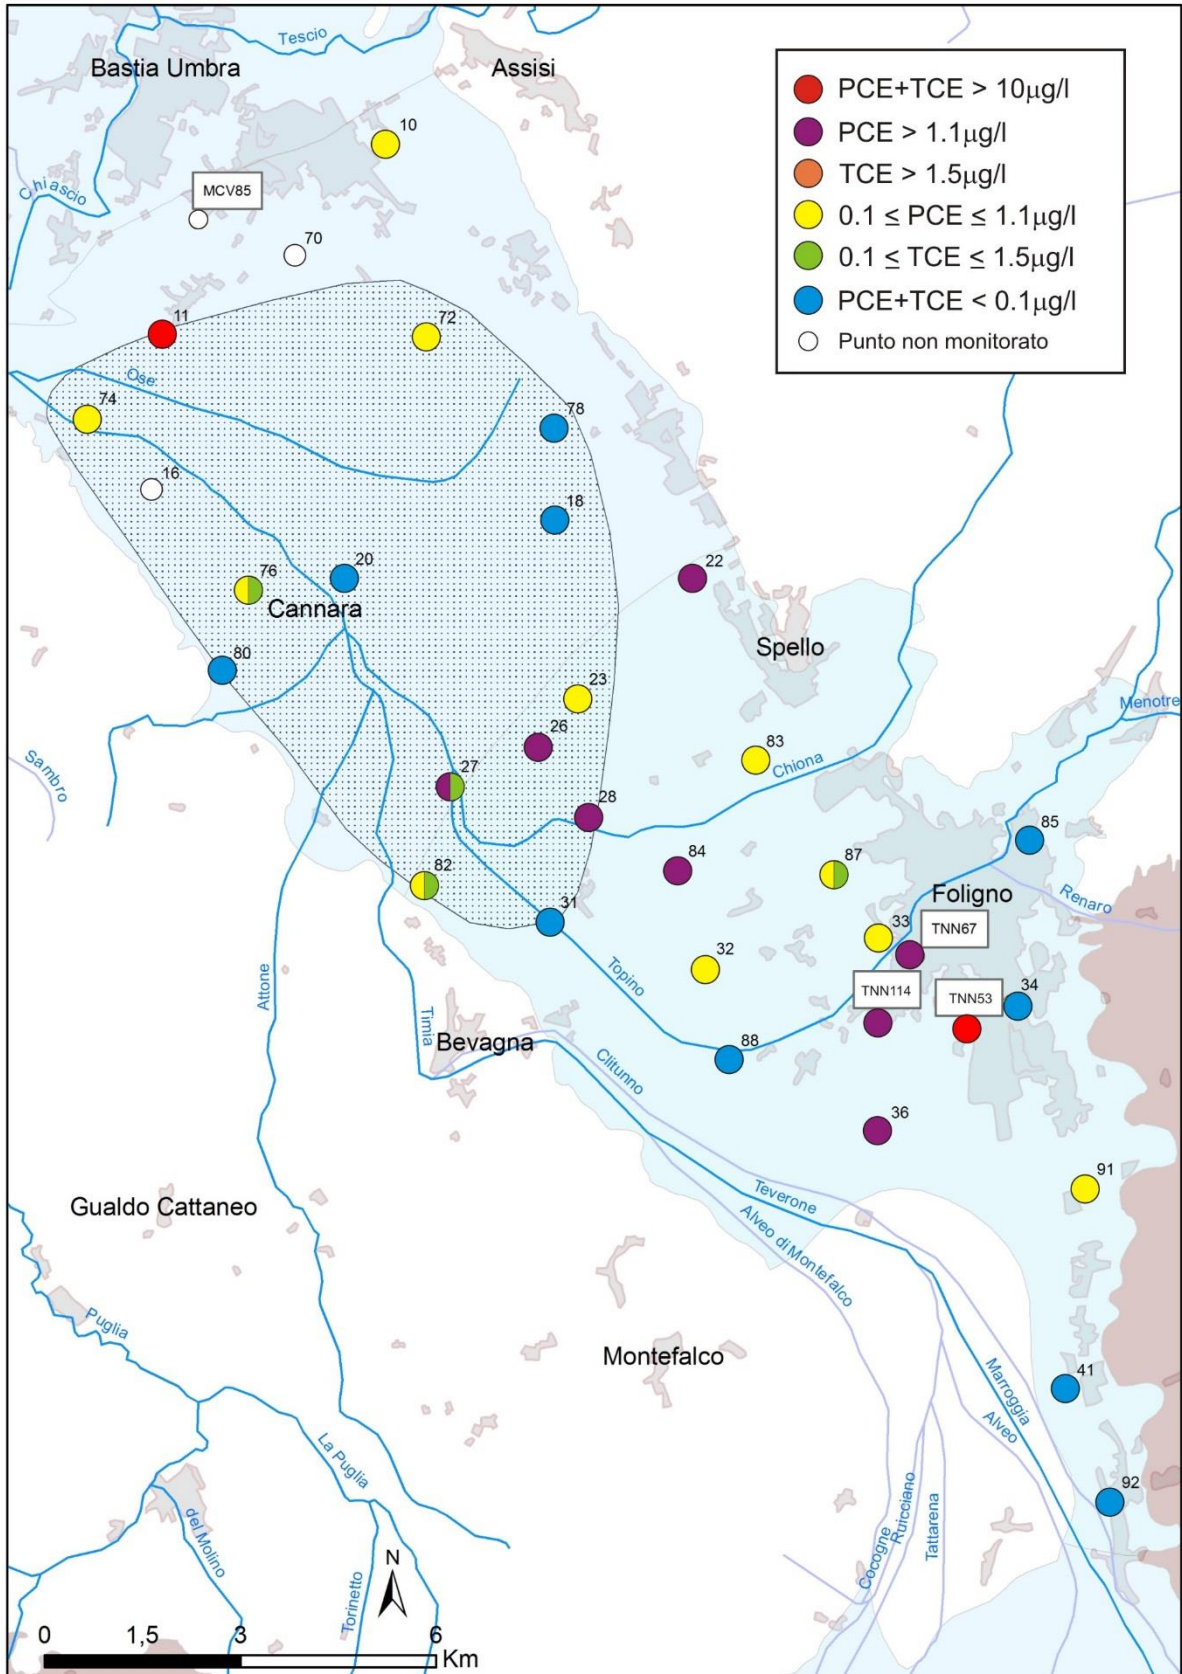 Tescio
Bastia Umbra
Assisi
PCE+TCE > 10µg/l
PCE > 1.1µg/l
TCE > 1.5µg/l
0.1 ≤ PCE ≤ 1.1µg/l
0.1 ≤ TCE ≤ 1.5µg/l
PCE+TCE < 0.1µg/l
Punto non monitorato
10
Chiascio
MCV85
70
11
72
Ose
74
78
16
18
20
22
76
Cannara
Spello
80
23
Menotre
26
83
Chiona
Sambro
27
28
85
84
87
82
Foligno
Renaro
31
33
TNN67
32
Attone
Topino
TNN114
TNN53
34
Timia
Bevagna
88
Clitunno
36
91
Teverone
Gualdo Cattaneo
Alveo di Montefalco
Puglia
Montefalco
41
Marroggia
Alveo
La Puglia
92
del Molino
Cocogne
Ruicciano
Tattarena
N
Torinetto
0 1,5 3 6
Km